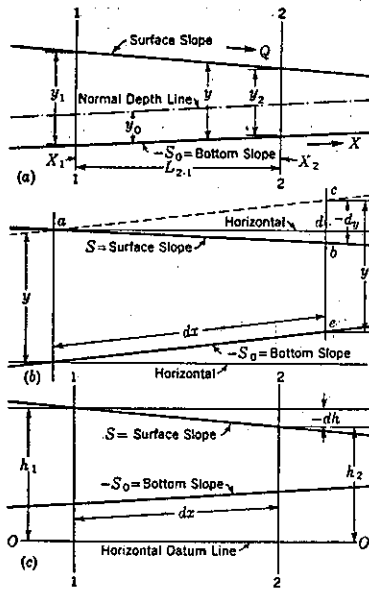 1 2
Surface Slope
Q
y₁ y y₂
Normal Depth Line
y₀
X₁ -S₀=Bottom Slope X
L₂₋₁ X₂
(a) 1 2
c
a Horizontal d -dy
S=Surface Slope b
y y
dx
e
-S₀=Bottom Slope
(b) Horizontal
1 2
-dh
S=Surface Slope
h₁ h₂
-S₀=Bottom Slope
dx
O O
(c) Horizontal Datum Line
1 2